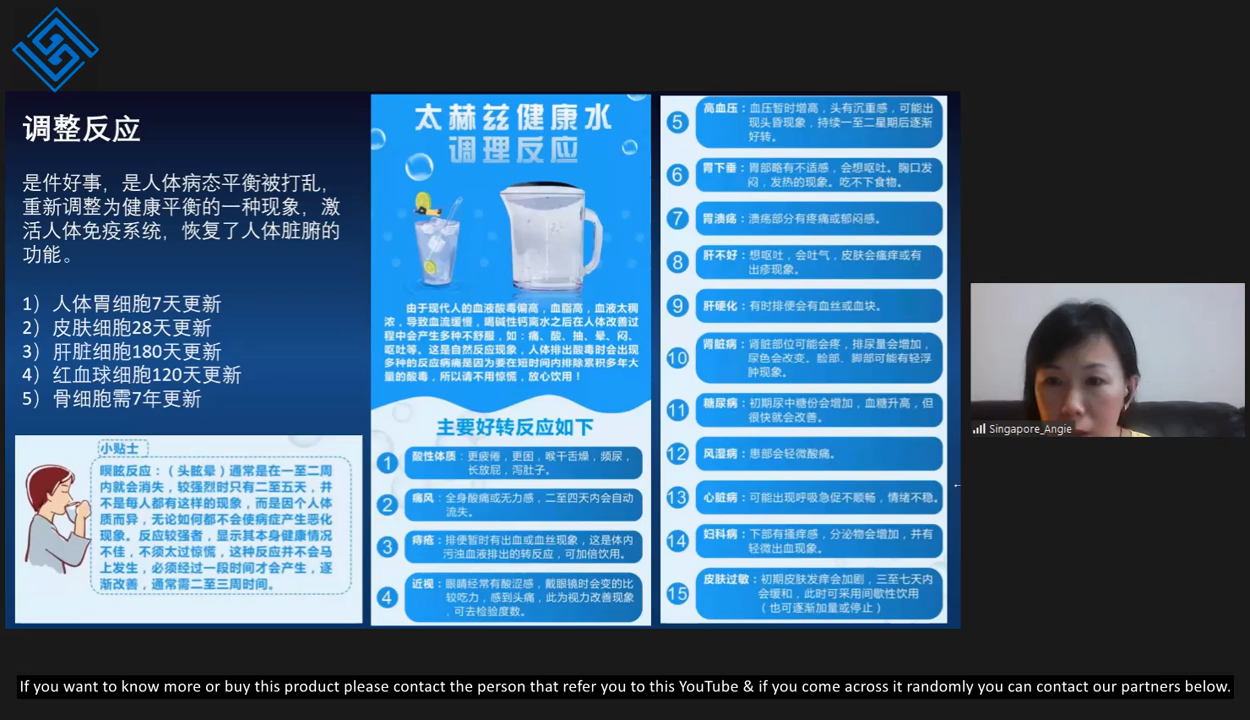 调整反应
是件好事，是人体病态平衡被打乱，
重新调整为健康平衡的一种现象，激
活人体免疫系统，恢复了人体脏腑的
功能。
1）人体胃细胞7天更新
2）皮肤细胞28天更新
3）肝脏细胞180天更新
4）红血球细胞120天更新
5）骨细胞需7年更新
小贴士
瞑眩反应：（头眩晕）通常是在一至二周
内就会消失，较强烈时只有二至五天，并
不是每人都有这样的现象，而是因个人体
质而异，无论如何都不会使病症产生恶化
现象。反应较强者，显示其本身健康情况
不佳，不须太过惊慌，这种反应并不会马
上发生，必须经过一段时间才会产生，逐
渐改善，通常需二至三周时间。
太赫兹健康水
调理反应
由于现代人的血液酸毒偏高，血脂高，血液太稠
浓，导致血流缓慢，喝碱性钙离水之后在人体改善过
程中会产生多种不舒服，如：痛、酸、抽、晕、闷、
呕吐等。这是自然反应现象，人体排出酸毒时会出现
多种的反应病痛是因为要在短时间内排除累积多年大
量的酸毒，所以请不用惊慌，放心饮用！
主要好转反应如下
1 酸性体质：更疲倦，更困，喉干舌燥，频尿，
长放屁，泻肚子。
2 痛风：全身酸痛或无力感，二至四天内会自动
流失。
3 痔疮：排便暂时有出血或血丝现象，这是体内
污浊血液排出的转反应，可加倍饮用。
4 近视：眼睛经常有酸涩感，戴眼镜时会变的比
较吃力，感到头痛，此为视力改善现象
，可去检验度数。
5 高血压：血压暂时增高，头有沉重感，可能出
现头昏现象，持续一至二星期后逐渐
好转。
6 胃下垂：胃部略有不适感，会想呕吐。胸口发
闷，发热的现象。吃不下食物。
7 胃溃疡：溃疡部分有疼痛或郁闷感。
8 肝不好：想呕吐，会吐气，皮肤会瘙痒或有
出疹现象。
9 肝硬化：有时排便会有血丝或血块。
10 肾脏病：肾脏部位可能会疼，排尿量会增加，
尿色会改变。脸部、脚部可能有轻浮
肿现象。
11 糖尿病：初期尿中糖份会增加，血糖升高，但
很快就会改善。
12 风湿病：患部会轻微酸痛。
13 心脏病：可能出现呼吸急促不顺畅，情绪不稳。
14 妇科病：下部有搔痒感，分泌物会增加，并有
轻微出血现象。
15 皮肤过敏：初期皮肤发痒会加剧，三至七天内
会缓和，此时可采用间歇性饮用
（也可逐渐加量或停止）
Singapore_Angie
If you want to know more or buy this product please contact the person that refer you to this YouTube & if you come across it randomly you can contact our partners below.